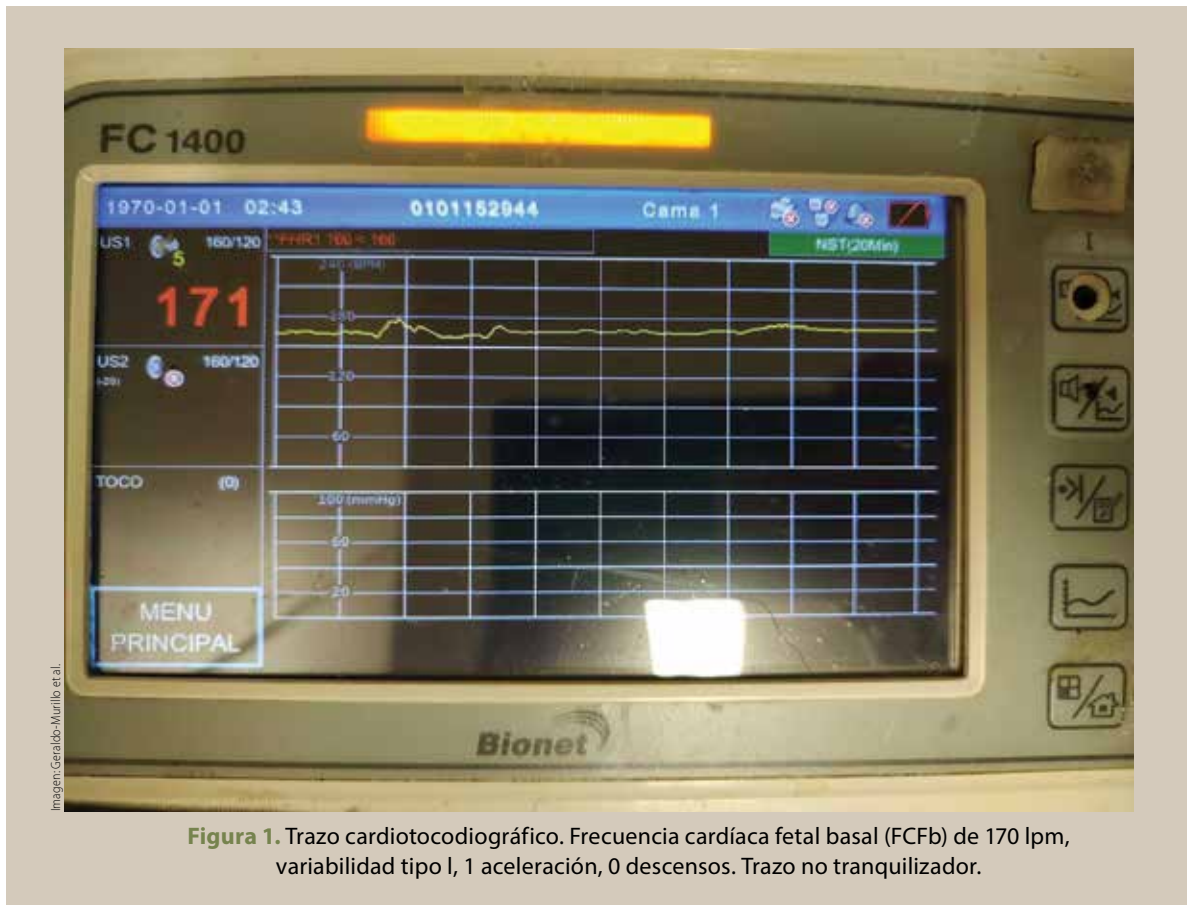 FC 1400
1970-01-01 02:43 0101152944 Cama 1
US1 5 160/120
NST(20Min)
171
240 (BPM)
180
120
60
US2 160/120
(-20)
TOCO (0)
100 (mmHg)
60
20
MENU
PRINCIPAL
I
Bionet
Imagen: Geraldo-Murillo et al.
Figura 1. Trazo cardiotocodiográfico. Frecuencia cardíaca fetal basal (FCFb) de 170 lpm,
variabilidad tipo I, 1 aceleración, 0 descensos. Trazo no tranquilizador.